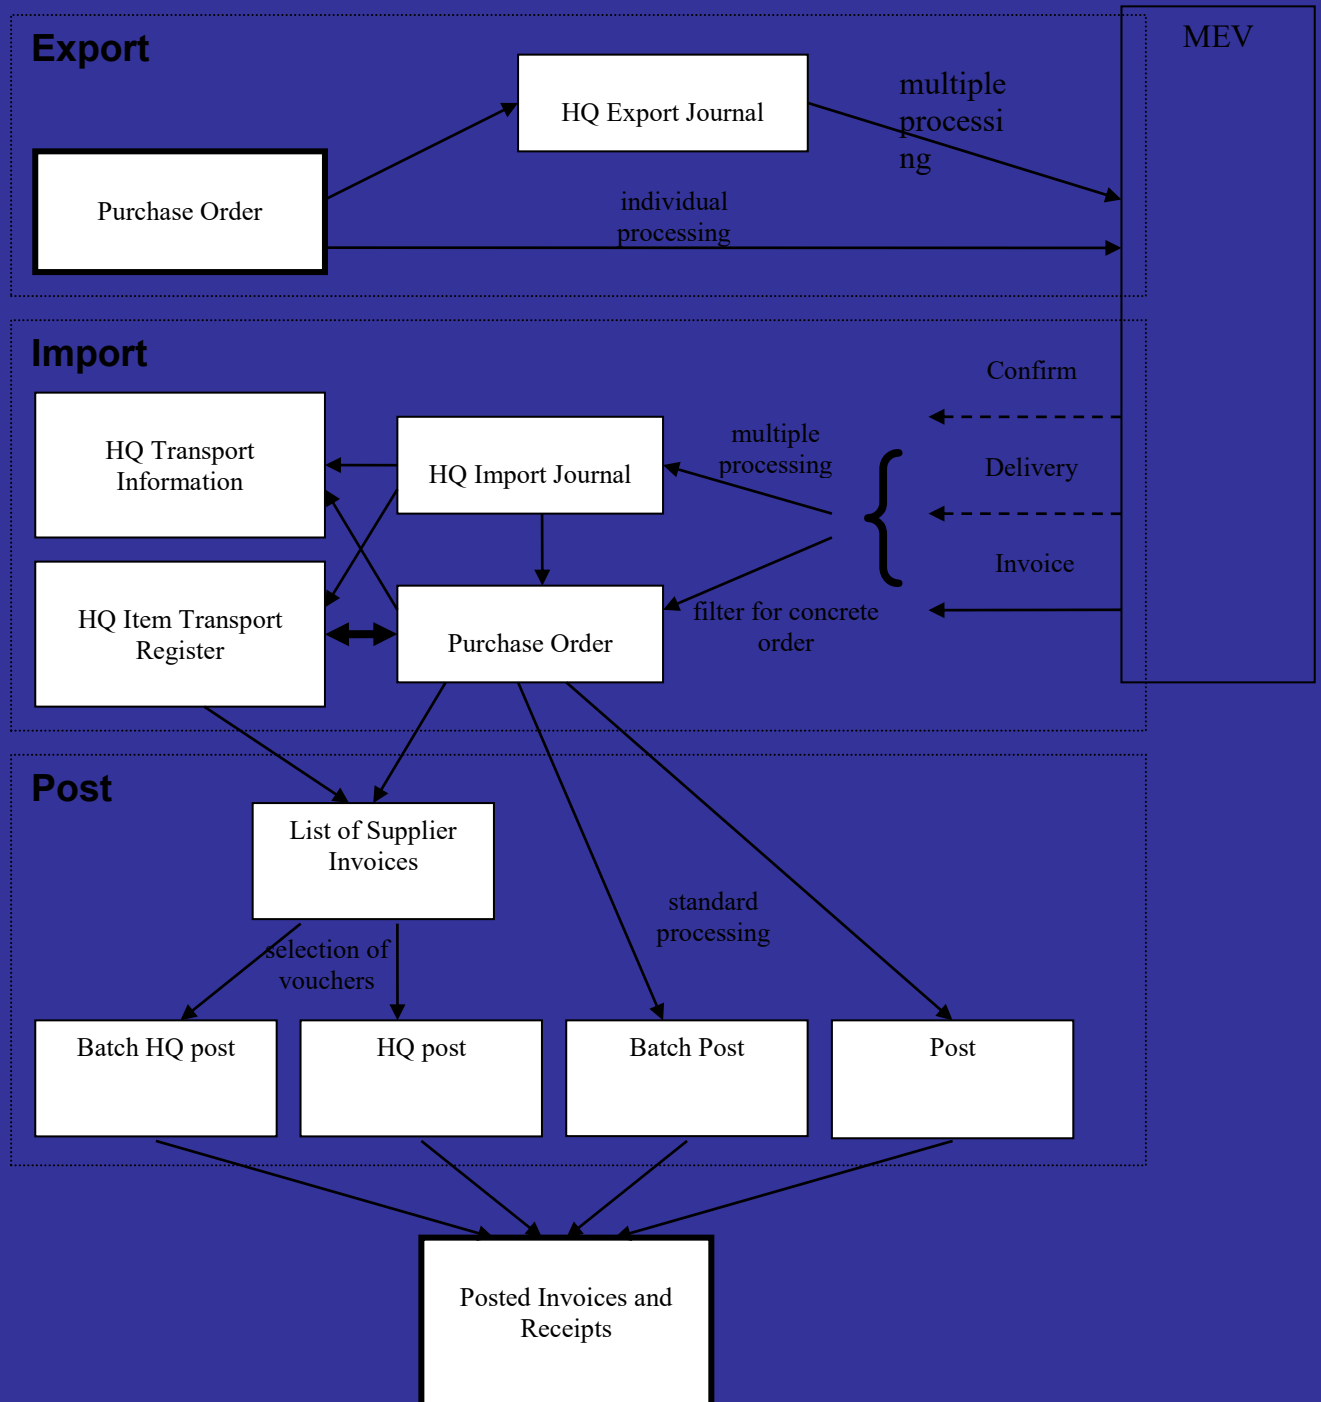 Export
MEV
HQ Export Journal
multiple
processi
ng
Purchase Order
individual
processing
Import
Confirm
HQ Transport
Information
HQ Import Journal
multiple
processing
Delivery
Invoice
HQ Item Transport
Register
Purchase Order
filter for concrete
order
Post
List of Supplier
Invoices
standard
processing
selection of
vouchers
Batch HQ post
HQ post
Batch Post
Post
Posted Invoices and
Receipts